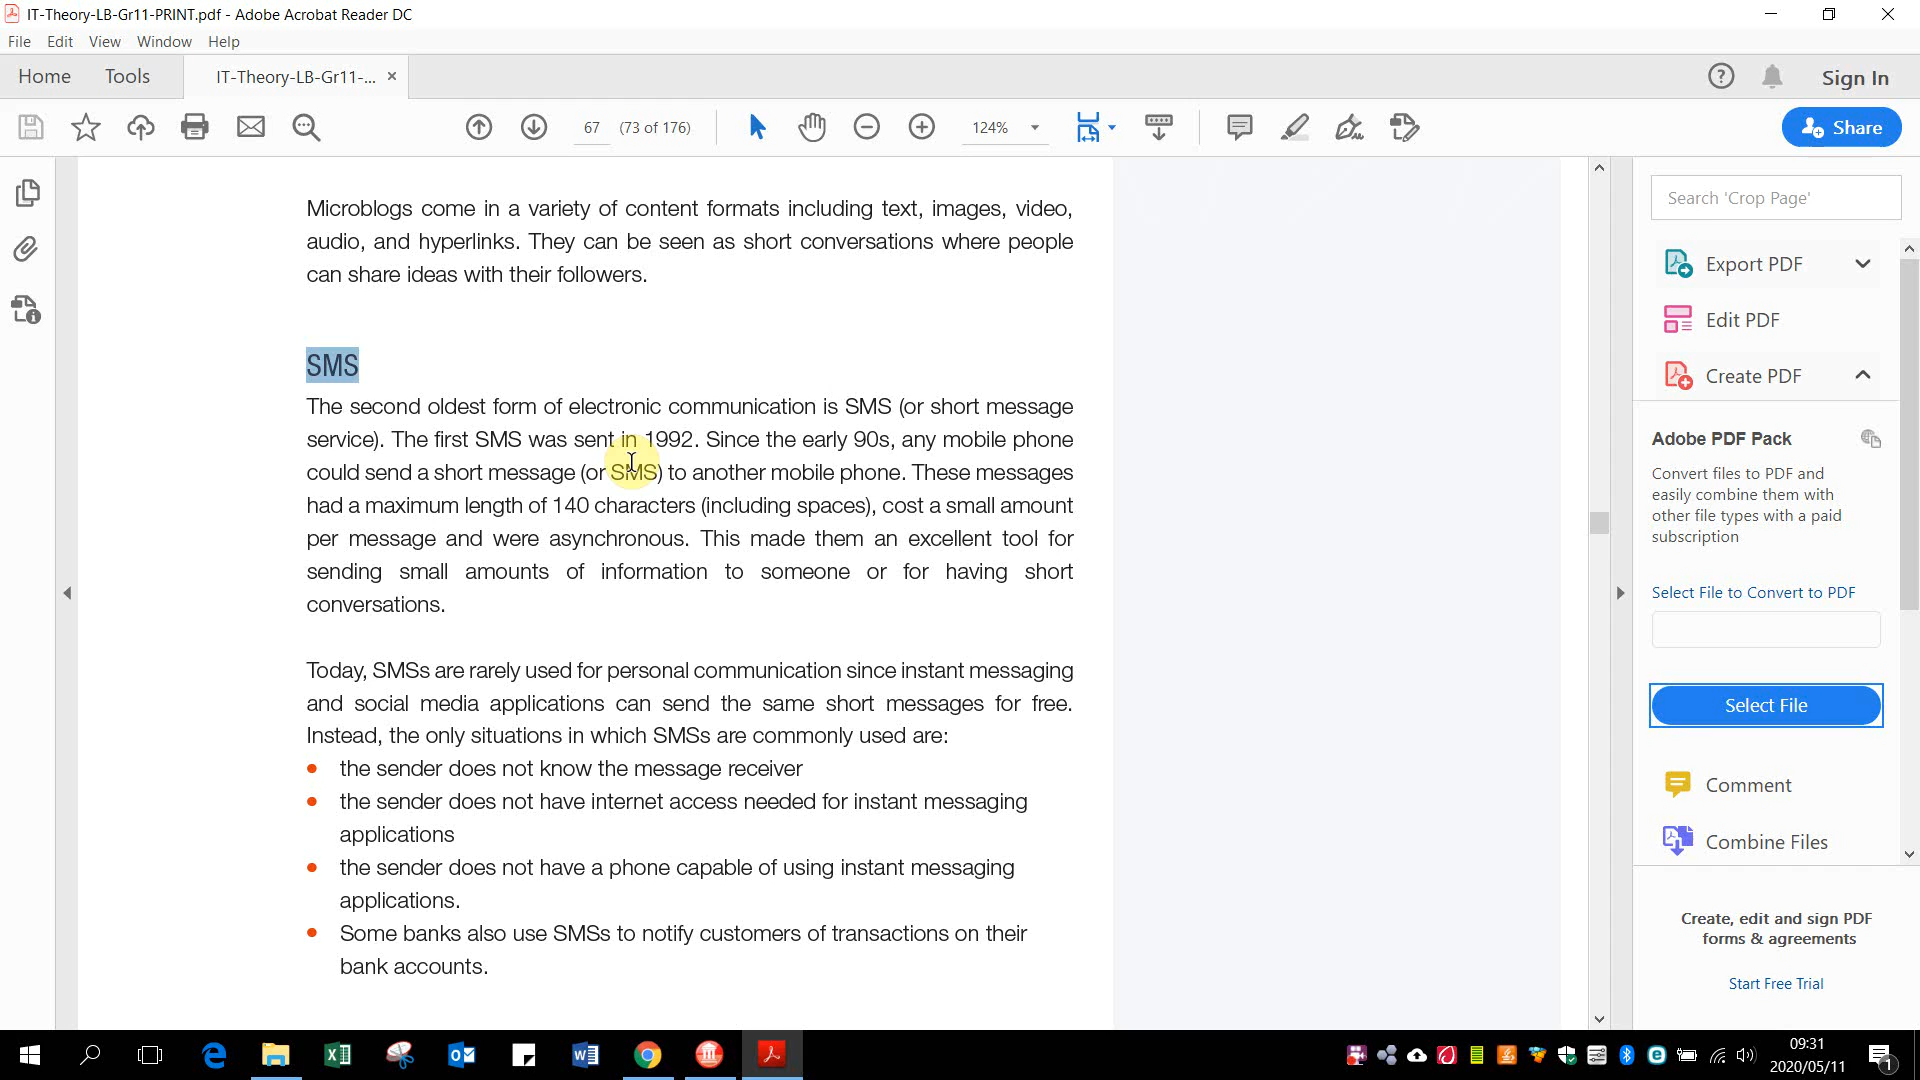 IT-Theory-LB-Gr11-PRINT.pdf - Adobe Acrobat Reader DC
File Edit View Window Help
Home Tools IT-Theory-LB-Gr11-... × Sign In
67 (73 of 176) 124% Share
Microblogs come in a variety of content formats including text, images, video,
audio, and hyperlinks. They can be seen as short conversations where people
can share ideas with their followers.
SMS
The second oldest form of electronic communication is SMS (or short message
service). The first SMS was sent in 1992. Since the early 90s, any mobile phone
could send a short message (or SMS) to another mobile phone. These messages
had a maximum length of 140 characters (including spaces), cost a small amount
per message and were asynchronous. This made them an excellent tool for
sending small amounts of information to someone or for having short
conversations.
Today, SMSs are rarely used for personal communication since instant messaging
and social media applications can send the same short messages for free.
Instead, the only situations in which SMSs are commonly used are:
• the sender does not know the message receiver
• the sender does not have internet access needed for instant messaging
applications
• the sender does not have a phone capable of using instant messaging
applications.
• Some banks also use SMSs to notify customers of transactions on their
bank accounts.
Search 'Crop Page'
Export PDF
Edit PDF
Create PDF
Adobe PDF Pack
Convert files to PDF and
easily combine them with
other file types with a paid
subscription
Select File to Convert to PDF
Select File
Comment
Combine Files
Create, edit and sign PDF
forms & agreements
Start Free Trial
09:31
2020/05/11
1